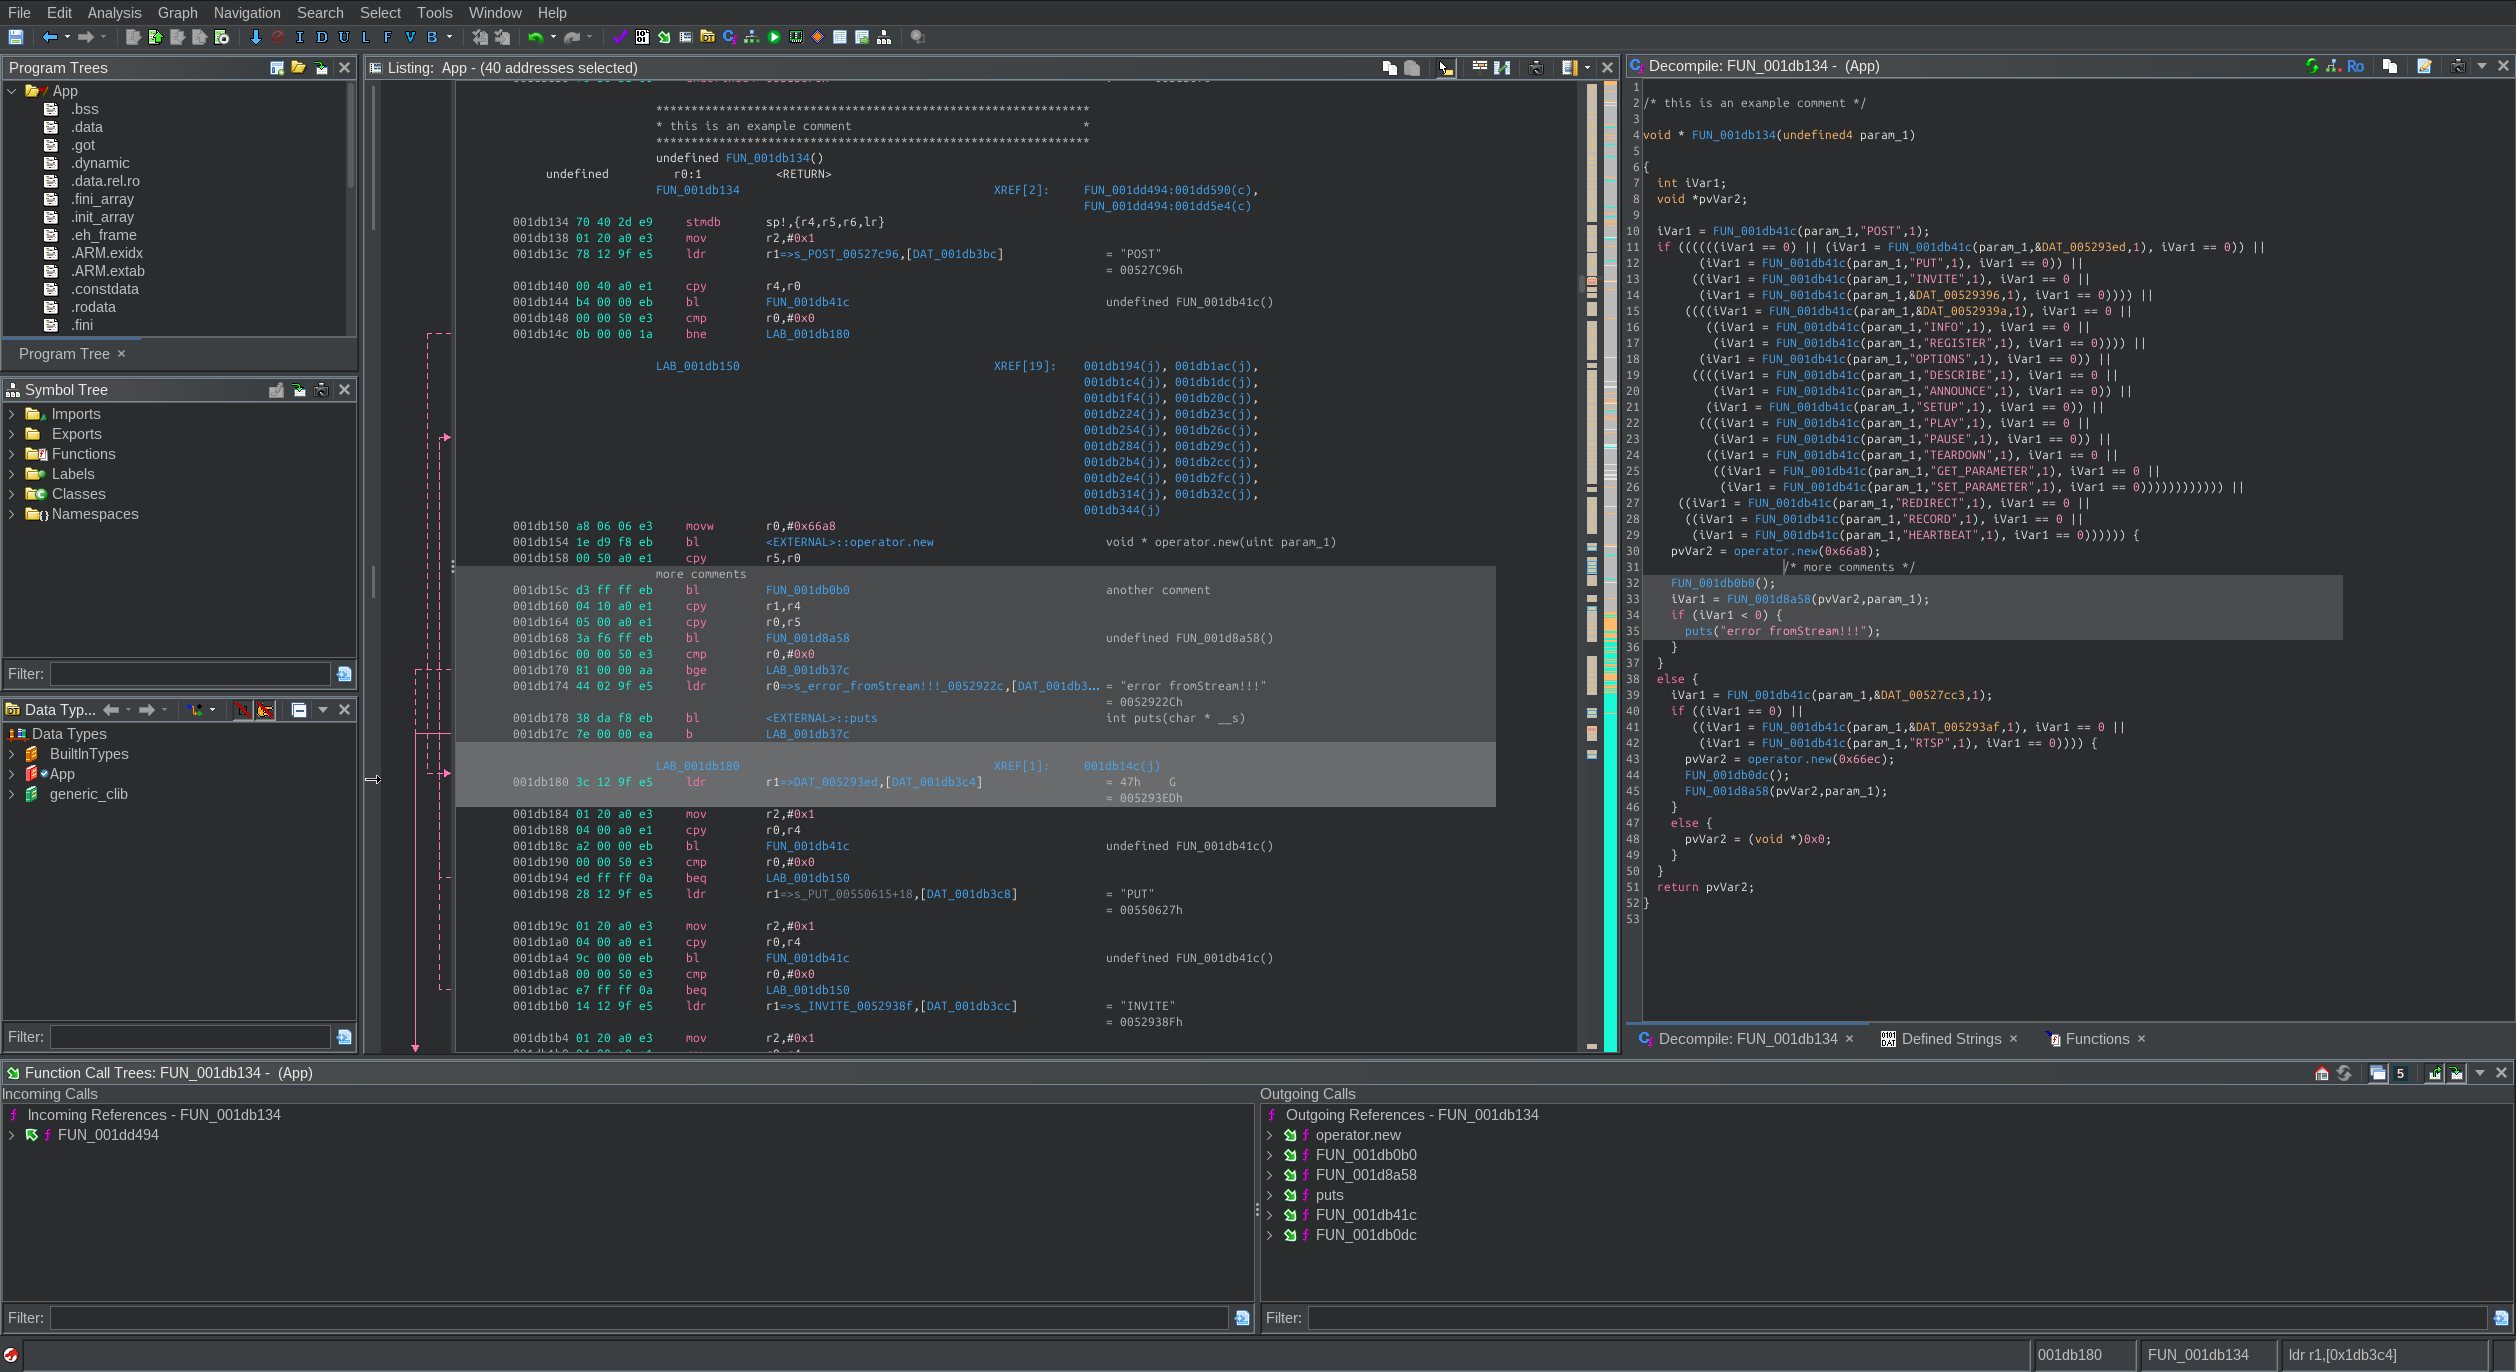 File Edit Analysis Graph Navigation Search Select Tools Window Help
I D U L F V B
Program Trees
App
.bss
.data
.got
.dynamic
.data.rel.ro
.fini_array
.init_array
.eh_frame
.ARM.exidx
.ARM.extab
.constdata
.rodata
.fini
Program Tree ×
Symbol Tree
Imports
Exports
Functions
Labels
Classes
Namespaces
Filter:
Data Typ...
Data Types
BuiltInTypes
App
generic_clib
Filter:
Listing: App - (40 addresses selected)
**************************************************************
* this is an example comment *
**************************************************************
undefined FUN_001db134()
undefined r0:1 <RETURN>
FUN_001db134 XREF[2]: FUN_001dd494:001dd590(c),
FUN_001dd494:001dd5e4(c)
001db134 70 40 2d e9 stmdb sp!,{r4,r5,r6,lr}
001db138 01 20 a0 e3 mov r2,#0x1
001db13c 78 12 9f e5 ldr r1=>s_POST_00527c96,[DAT_001db3bc] = "POST"
= 00527C96h
001db140 00 40 a0 e1 cpy r4,r0
001db144 b4 00 00 eb bl FUN_001db41c undefined FUN_001db41c()
001db148 00 00 50 e3 cmp r0,#0x0
001db14c 0b 00 00 1a bne LAB_001db180
LAB_001db150 XREF[19]: 001db194(j), 001db1ac(j),
001db1c4(j), 001db1dc(j),
001db1f4(j), 001db20c(j),
001db224(j), 001db23c(j),
001db254(j), 001db26c(j),
001db284(j), 001db29c(j),
001db2b4(j), 001db2cc(j),
001db2e4(j), 001db2fc(j),
001db314(j), 001db32c(j),
001db344(j)
001db150 a8 06 06 e3 movw r0,#0x66a8
001db154 1e d9 f8 eb bl <EXTERNAL>::operator.new void * operator.new(uint param_1)
001db158 00 50 a0 e1 cpy r5,r0
more comments
001db15c d3 ff ff eb bl FUN_001db0b0 another comment
001db160 04 10 a0 e1 cpy r1,r4
001db164 05 00 a0 e1 cpy r0,r5
001db168 3a f6 ff eb bl FUN_001d8a58 undefined FUN_001d8a58()
001db16c 00 00 50 e3 cmp r0,#0x0
001db170 81 00 00 aa bge LAB_001db37c
001db174 44 02 9f e5 ldr r0=>s_error_fromStream!!!_0052922c,[DAT_001db3... = "error fromStream!!!"
= 0052922Ch
001db178 38 da f8 eb bl <EXTERNAL>::puts int puts(char * __s)
001db17c 7e 00 00 ea b LAB_001db37c
LAB_001db180 XREF[1]: 001db14c(j)
001db180 3c 12 9f e5 ldr r1=>DAT_005293ed,[DAT_001db3c4] = 47h G
= 005293EDh
001db184 01 20 a0 e3 mov r2,#0x1
001db188 04 00 a0 e1 cpy r0,r4
001db18c a2 00 00 eb bl FUN_001db41c undefined FUN_001db41c()
001db190 00 00 50 e3 cmp r0,#0x0
001db194 ed ff ff 0a beq LAB_001db150
001db198 28 12 9f e5 ldr r1=>s_PUT_00550615+18,[DAT_001db3c8] = "PUT"
= 00550627h
001db19c 01 20 a0 e3 mov r2,#0x1
001db1a0 04 00 a0 e1 cpy r0,r4
001db1a4 9c 00 00 eb bl FUN_001db41c undefined FUN_001db41c()
001db1a8 00 00 50 e3 cmp r0,#0x0
001db1ac e7 ff ff 0a beq LAB_001db150
001db1b0 14 12 9f e5 ldr r1=>s_INVITE_0052938f,[DAT_001db3cc] = "INVITE"
= 0052938Fh
001db1b4 01 20 a0 e3 mov r2,#0x1
Decompile: FUN_001db134 - (App)
Ro
1
2 /* this is an example comment */
3
4 void * FUN_001db134(undefined4 param_1)
5
6 {
7 int iVar1;
8 void *pvVar2;
9
10 iVar1 = FUN_001db41c(param_1,"POST",1);
11 if ((((((iVar1 == 0) || (iVar1 = FUN_001db41c(param_1,&DAT_005293ed,1), iVar1 == 0)) ||
12 (iVar1 = FUN_001db41c(param_1,"PUT",1), iVar1 == 0)) ||
13 ((iVar1 = FUN_001db41c(param_1,"INVITE",1), iVar1 == 0 ||
14 (iVar1 = FUN_001db41c(param_1,&DAT_00529396,1), iVar1 == 0)))) ||
15 ((((iVar1 = FUN_001db41c(param_1,&DAT_0052939a,1), iVar1 == 0 ||
16 ((iVar1 = FUN_001db41c(param_1,"INFO",1), iVar1 == 0 ||
17 (iVar1 = FUN_001db41c(param_1,"REGISTER",1), iVar1 == 0)))) ||
18 (iVar1 = FUN_001db41c(param_1,"OPTIONS",1), iVar1 == 0)) ||
19 ((((iVar1 = FUN_001db41c(param_1,"DESCRIBE",1), iVar1 == 0 ||
20 (iVar1 = FUN_001db41c(param_1,"ANNOUNCE",1), iVar1 == 0)) ||
21 (iVar1 = FUN_001db41c(param_1,"SETUP",1), iVar1 == 0)) ||
22 (((iVar1 = FUN_001db41c(param_1,"PLAY",1), iVar1 == 0 ||
23 (iVar1 = FUN_001db41c(param_1,"PAUSE",1), iVar1 == 0)) ||
24 ((iVar1 = FUN_001db41c(param_1,"TEARDOWN",1), iVar1 == 0 ||
25 ((iVar1 = FUN_001db41c(param_1,"GET_PARAMETER",1), iVar1 == 0 ||
26 (iVar1 = FUN_001db41c(param_1,"SET_PARAMETER",1), iVar1 == 0)))))))))))) ||
27 ((iVar1 = FUN_001db41c(param_1,"REDIRECT",1), iVar1 == 0 ||
28 ((iVar1 = FUN_001db41c(param_1,"RECORD",1), iVar1 == 0 ||
29 (iVar1 = FUN_001db41c(param_1,"HEARTBEAT",1), iVar1 == 0)))))) {
30 pvVar2 = operator.new(0x66a8);
31 /* more comments */
32 FUN_001db0b0();
33 iVar1 = FUN_001d8a58(pvVar2,param_1);
34 if (iVar1 < 0) {
35 puts("error fromStream!!!");
36 }
37 }
38 else {
39 iVar1 = FUN_001db41c(param_1,&DAT_00527cc3,1);
40 if ((iVar1 == 0) ||
41 ((iVar1 = FUN_001db41c(param_1,&DAT_005293af,1), iVar1 == 0 ||
42 (iVar1 = FUN_001db41c(param_1,"RTSP",1), iVar1 == 0)))) {
43 pvVar2 = operator.new(0x66ec);
44 FUN_001db0dc();
45 FUN_001d8a58(pvVar2,param_1);
46 }
47 else {
48 pvVar2 = (void *)0x0;
49 }
50 }
51 return pvVar2;
52 }
53
Decompile: FUN_001db134 × Defined Strings × Functions ×
Function Call Trees: FUN_001db134 - (App)
5
Incoming Calls
Incoming References - FUN_001db134
FUN_001dd494
Filter:
Outgoing Calls
Outgoing References - FUN_001db134
operator.new
FUN_001db0b0
FUN_001d8a58
puts
FUN_001db41c
FUN_001db0dc
Filter:
001db180 FUN_001db134 ldr r1,[0x1db3c4]